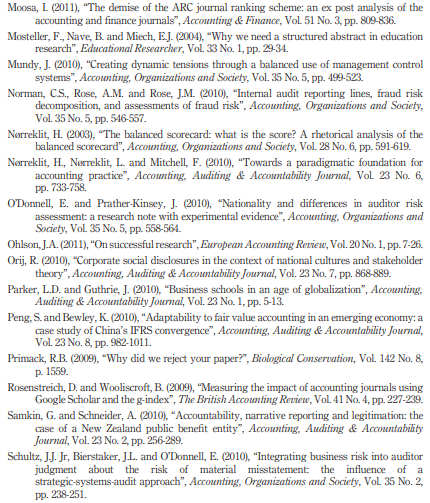 Moosa, I. (2011), “The demise of the ARC journal ranking scheme: an ex post analysis of the
accounting and finance journals”, Accounting & Finance, Vol. 51 No. 3, pp. 809-836.
Mosteller, F., Nave, B. and Miech, E.J. (2004), “Why we need a structured abstract in education
research”, Educational Researcher, Vol. 33 No. 1, pp. 29-34.
Mundy, J. (2010), “Creating dynamic tensions through a balanced use of management control
systems”, Accounting, Organizations and Society, Vol. 35 No. 5, pp. 499-523.
Norman, C.S., Rose, A.M. and Rose, J.M. (2010), “Internal audit reporting lines, fraud risk
decomposition, and assessments of fraud risk”, Accounting, Organizations and Society,
Vol. 35 No. 5, pp. 546-557.
Nørreklit, H. (2003), “The balanced scorecard: what is the score? A rhetorical analysis of the
balanced scorecard”, Accounting, Organizations and Society, Vol. 28 No. 6, pp. 591-619.
Nørreklit, H., Nørreklit, L. and Mitchell, F. (2010), “Towards a paradigmatic foundation for
accounting practice”, Accounting, Auditing & Accountability Journal, Vol. 23 No. 6,
pp. 733-758.
O’Donnell, E. and Prather-Kinsey, J. (2010), “Nationality and differences in auditor risk
assessment: a research note with experimental evidence”, Accounting, Organizations and
Society, Vol. 35 No. 5, pp. 558-564.
Ohlson, J.A. (2011), “On successful research”, European Accounting Review, Vol. 20 No. 1, pp. 7-26.
Orij, R. (2010), “Corporate social disclosures in the context of national cultures and stakeholder
theory”, Accounting, Auditing & Accountability Journal, Vol. 23 No. 7, pp. 868-889.
Parker, L.D. and Guthrie, J. (2010), “Business schools in an age of globalization”, Accounting,
Auditing & Accountability Journal, Vol. 23 No. 1, pp. 5-13.
Peng, S. and Bewley, K. (2010), “Adaptability to fair value accounting in an emerging economy: a
case study of China’s IFRS convergence”, Accounting, Auditing & Accountability Journal,
Vol. 23 No. 8, pp. 982-1011.
Primack, R.B. (2009), “Why did we reject your paper?”, Biological Conservation, Vol. 142 No. 8,
p. 1559.
Rosenstreich, D. and Wooliscroft, B. (2009), “Measuring the impact of accounting journals using
Google Scholar and the g-index”, The British Accounting Review, Vol. 41 No. 4, pp. 227-239.
Samkin, G. and Schneider, A. (2010), “Accountability, narrative reporting and legitimation: the
case of a New Zealand public benefit entity”, Accounting, Auditing & Accountability
Journal, Vol. 23 No. 2, pp. 256-289.
Schultz, J.J. Jr, Bierstaker, J.L. and O’Donnell, E. (2010), “Integrating business risk into auditor
judgment about the risk of material misstatement: the influence of a
strategic-systems-audit approach”, Accounting, Organizations and Society, Vol. 35 No. 2,
pp. 238-251.